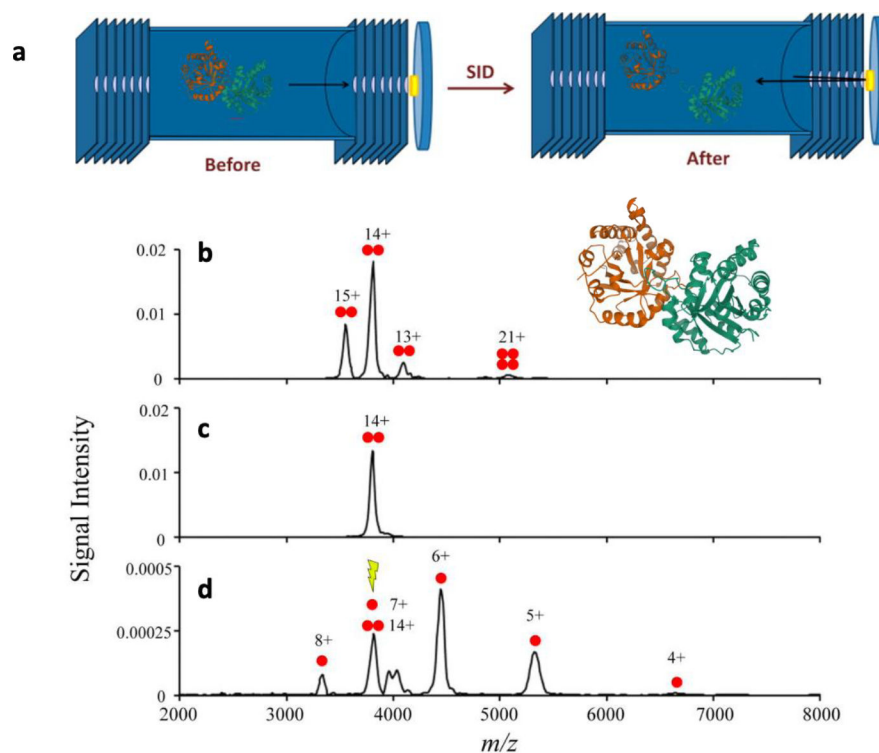 a
SID
Before
After
b
14+
15+
13+
21+
0.02
0.01
0
c
14+
0.02
0.01
0
Signal Intensity
d
6+
7+
14+
8+
5+
4+
0.0005
0.00025
0
2000 3000 4000 5000 6000 7000 8000
m/z